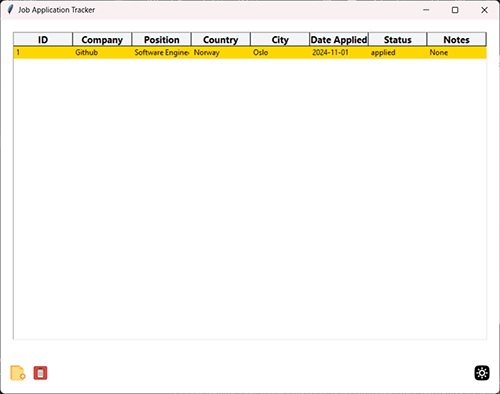 Job Application Tracker
ID Company Position Country City Date Applied Status Notes
1 Github Software Enginee Norway Oslo 2024-11-01 applied None